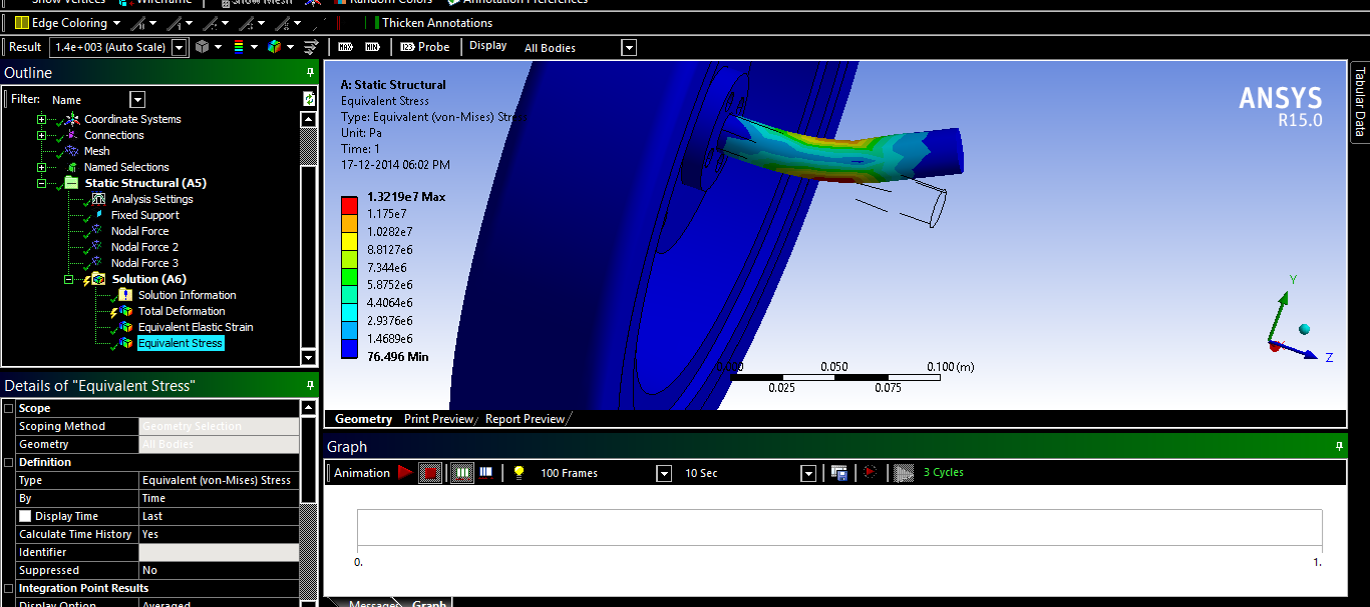 Show Vertices Wireframe Show Mesh Random Colors Annotation Preferences
Edge Coloring Thicken Annotations
Result 1.4e+003 (Auto Scale) MAX MIN Probe Display All Bodies
Outline
Filter: Name
Coordinate Systems
Connections
Mesh
Named Selections
Static Structural (A5)
Analysis Settings
Fixed Support
Nodal Force
Nodal Force 2
Nodal Force 3
Solution (A6)
Solution Information
Total Deformation
Equivalent Elastic Strain
Equivalent Stress
Details of "Equivalent Stress"
Scope
Scoping Method Geometry Selection
Geometry All Bodies
Definition
Type Equivalent (von-Mises) Stress
By Time
Display Time Last
Calculate Time History Yes
Identifier
Suppressed No
Integration Point Results
Display Option Averaged
A: Static Structural
Equivalent Stress
Type: Equivalent (von-Mises) Stress
Unit: Pa
Time: 1
17-12-2014 06:02 PM
1.3219e7 Max
1.175e7
1.0282e7
8.8127e6
7.344e6
5.8752e6
4.4064e6
2.9376e6
1.4689e6
76.496 Min
ANSYS
R15.0
Y
Z
0.000 0.050 0.100 (m)
0.025 0.075
Geometry Print Preview Report Preview
Graph
Animation 100 Frames 10 Sec 3 Cycles
0. 1.
Messages Graph
Tabular Data